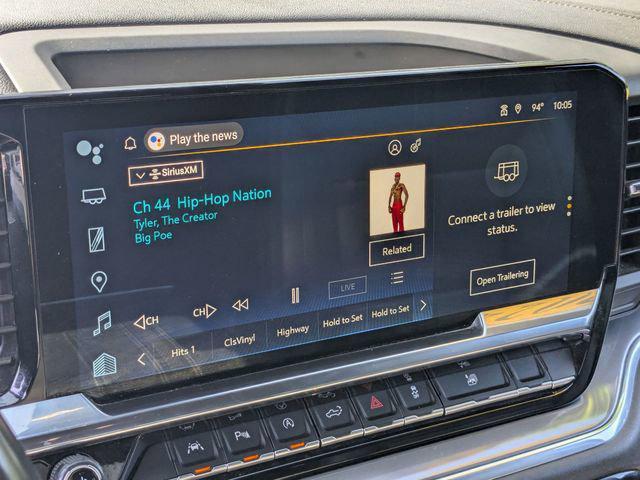 Play the news
94° 10:05
SiriusXM
Ch 44 Hip-Hop Nation
Tyler, The Creator
Big Poe
Related
Connect a trailer to view
status.
Open Trailering
CH
CH
LIVE
Hits 1
ClsVinyl
Highway
Hold to Set
Hold to Set